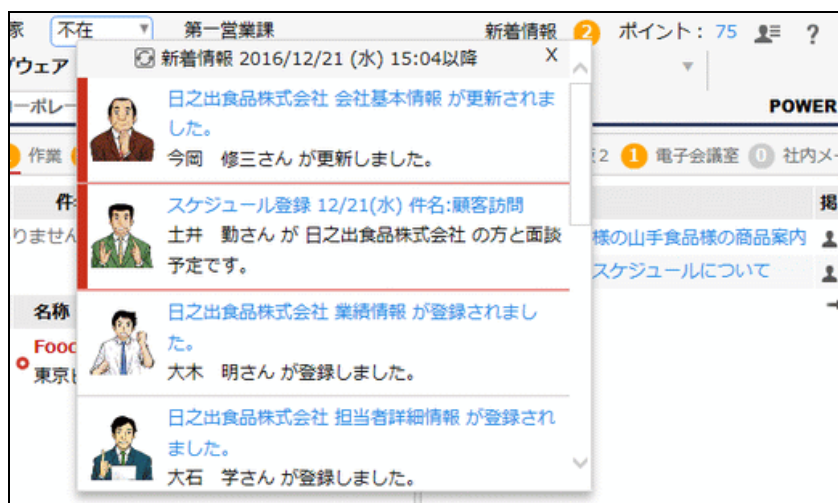 家 不在 第一営業課 新着情報 2 ポイント： 75 ?
新着情報 2016/12/21 (水) 15:04以降 X
プウェア
コーポレー
POWER
日之出食品株式会社 会社基本情報 が更新されま
した。
今岡　修三さん が更新しました。
作業
2 1 電子会議室 0 社内メー
件
スケジュール登録 12/21(水) 件名:顧客訪問
土井　勤さん が 日之出食品株式会社 の方と面談
予定です。
りません
様の山手食品様の商品案内
スケジュールについて
名称
日之出食品株式会社 業績情報 が登録されまし
た。
大木　明さん が登録しました。
Food
東京
日之出食品株式会社 担当者詳細情報 が登録され
ました。
大石　学さん が登録しました。